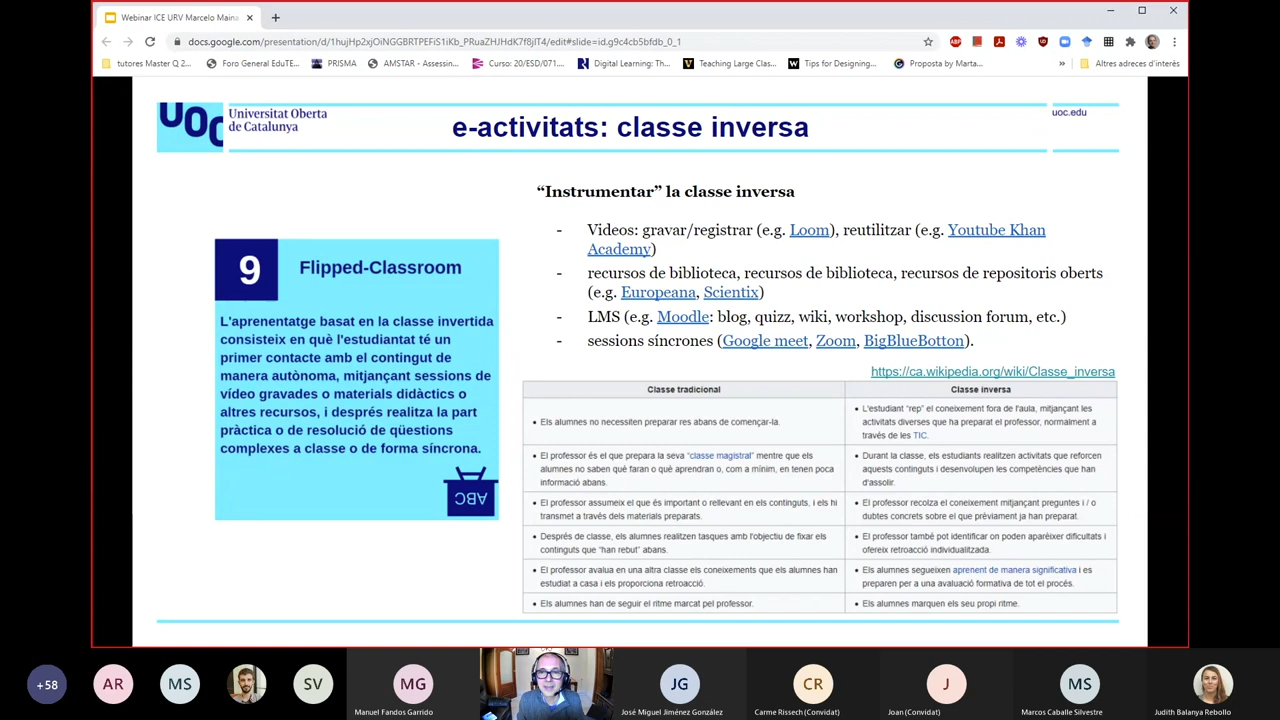 Webinar ICE URV Marcelo Maina
docs.google.com/presentation/d/1hujHp2xjOiNGGBRTPEFiS1iKb_PRuaZHJHdK7f8jIT4/edit#slide=id.g9c4cb5bfdb_0_1
tutores Master Q 2...
Foro General EduTE...
PRISMA
AMSTAR - Assessin...
Curso: 20/ESD/071....
Digital Learning: Th...
Teaching Large Clas...
Tips for Designing...
Proposta by Marta...
»
Altres adreces d'interès
UOC
Universitat Oberta
de Catalunya
e-activitats: classe inversa
uoc.edu
“Instrumentar” la classe inversa
- Videos: gravar/registrar (e.g. Loom), reutilitzar (e.g. Youtube Khan
Academy)
- recursos de biblioteca, recursos de biblioteca, recursos de repositoris oberts
(e.g. Europeana, Scientix)
- LMS (e.g. Moodle: blog, quizz, wiki, workshop, discussion forum, etc.)
- sessions síncrones (Google meet, Zoom, BigBlueBotton).
9
Flipped-Classroom
L'aprenentatge basat en la classe invertida
consisteix en què l'estudiantat té un
primer contacte amb el contingut de
manera autònoma, mitjançant sessions de
vídeo gravades o materials didàctics o
altres recursos, i després realitza la part
pràctica o de resolució de qüestions
complexes a classe o de forma síncrona.
ABC
https://ca.wikipedia.org/wiki/Classe_inversa
Classe tradicional
Classe inversa
• Els alumnes no necessiten preparar res abans de començar-la.
• L'estudiant “rep” el coneixement fora de l'aula, mitjançant les
activitats diverses que ha preparat el professor, normalment a
través de les TIC.
• El professor és el que prepara la seva “classe magistral” mentre que els
alumnes no saben què faran o què aprendran o, com a mínim, en tenen poca
informació abans.
• Durant la classe, els estudiants realitzen activitats que reforcen
aquests continguts i desenvolupen les competències que han
d'assolir.
• El professor assumeix el que és important o rellevant en els continguts, i els hi
transmet a través dels materials preparats.
• El professor recolza el coneixement mitjançant preguntes i / o
dubtes concrets sobre el que prèviament ja han preparat.
• Després de classe, els alumnes realitzen tasques amb l'objectiu de fixar els
continguts que “han rebut” abans.
• El professor també pot identificar on poden aparèixer dificultats i
ofereix retroacció individualitzada.
• El professor avalua en una altra classe els coneixements que els alumnes han
estudiat a casa i els proporciona retroacció.
• Els alumnes segueixen aprenent de manera significativa i es
preparen per a una avaluació formativa de tot el procés.
• Els alumnes han de seguir el ritme marcat pel professor.
• Els alumnes marquen els seu propi ritme.
+58
AR
MS
SV
MG
Manuel Fandos Garrido
JG
José Miguel Jiménez González
CR
Carme Rissech (Convidat)
J
Joan (Convidat)
MS
Marcos Caballe Silvestre
Judith Balanya Rebollo